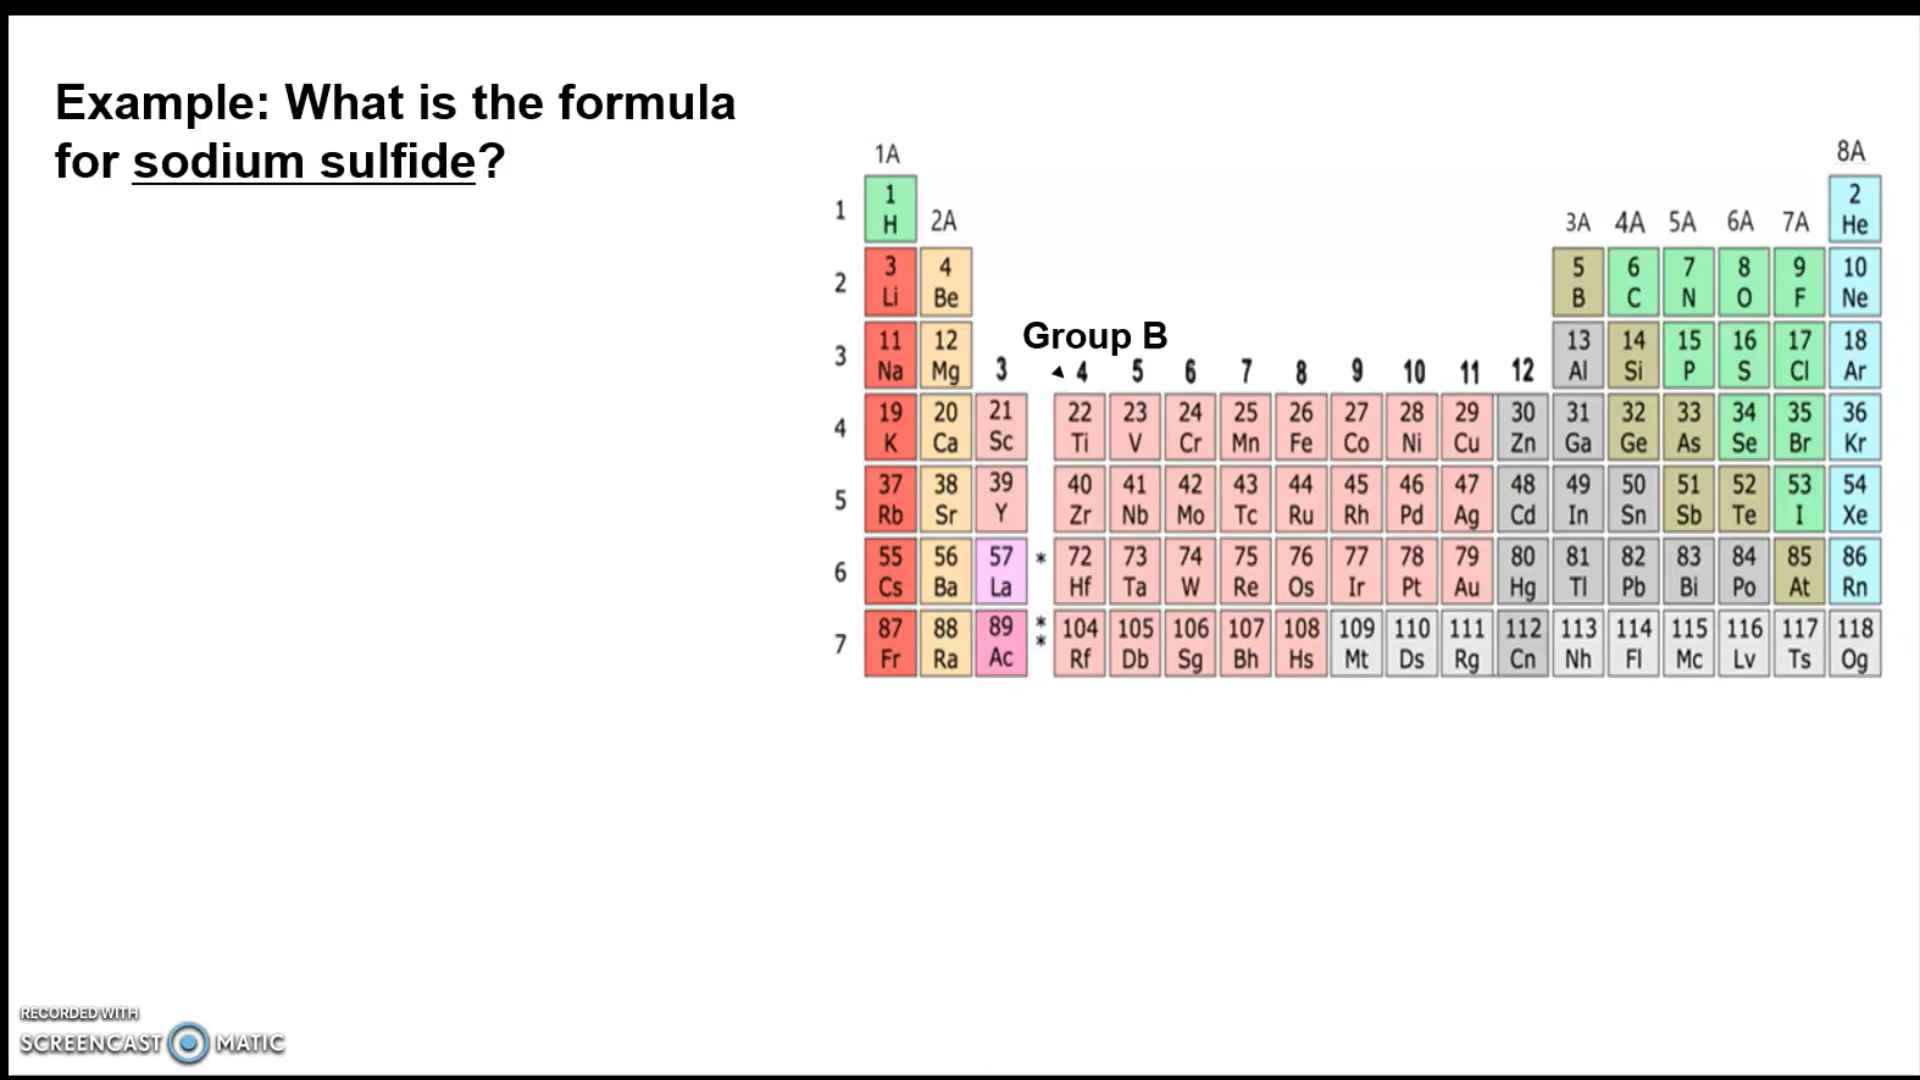 Example: What is the formula
for sodium sulfide?
1A 8A
1 1 2
H 2A 3A 4A 5A 6A 7A He
2 3 4 5 6 7 8 9 10
Li Be B C N O F Ne
Group B
3 11 12 13 14 15 16 17 18
Na Mg 3 4 5 6 7 8 9 10 11 12 Al Si P S Cl Ar
4 19 20 21 22 23 24 25 26 27 28 29 30 31 32 33 34 35 36
K Ca Sc Ti V Cr Mn Fe Co Ni Cu Zn Ga Ge As Se Br Kr
5 37 38 39 40 41 42 43 44 45 46 47 48 49 50 51 52 53 54
Rb Sr Y Zr Nb Mo Tc Ru Rh Pd Ag Cd In Sn Sb Te I Xe
6 55 56 57 * 72 73 74 75 76 77 78 79 80 81 82 83 84 85 86
Cs Ba La Hf Ta W Re Os Ir Pt Au Hg Tl Pb Bi Po At Rn
7 87 88 89 * * 104 105 106 107 108 109 110 111 112 113 114 115 116 117 118
Fr Ra Ac Rf Db Sg Bh Hs Mt Ds Rg Cn Nh Fl Mc Lv Ts Og
RECORDED WITH
SCREENCAST MATIC